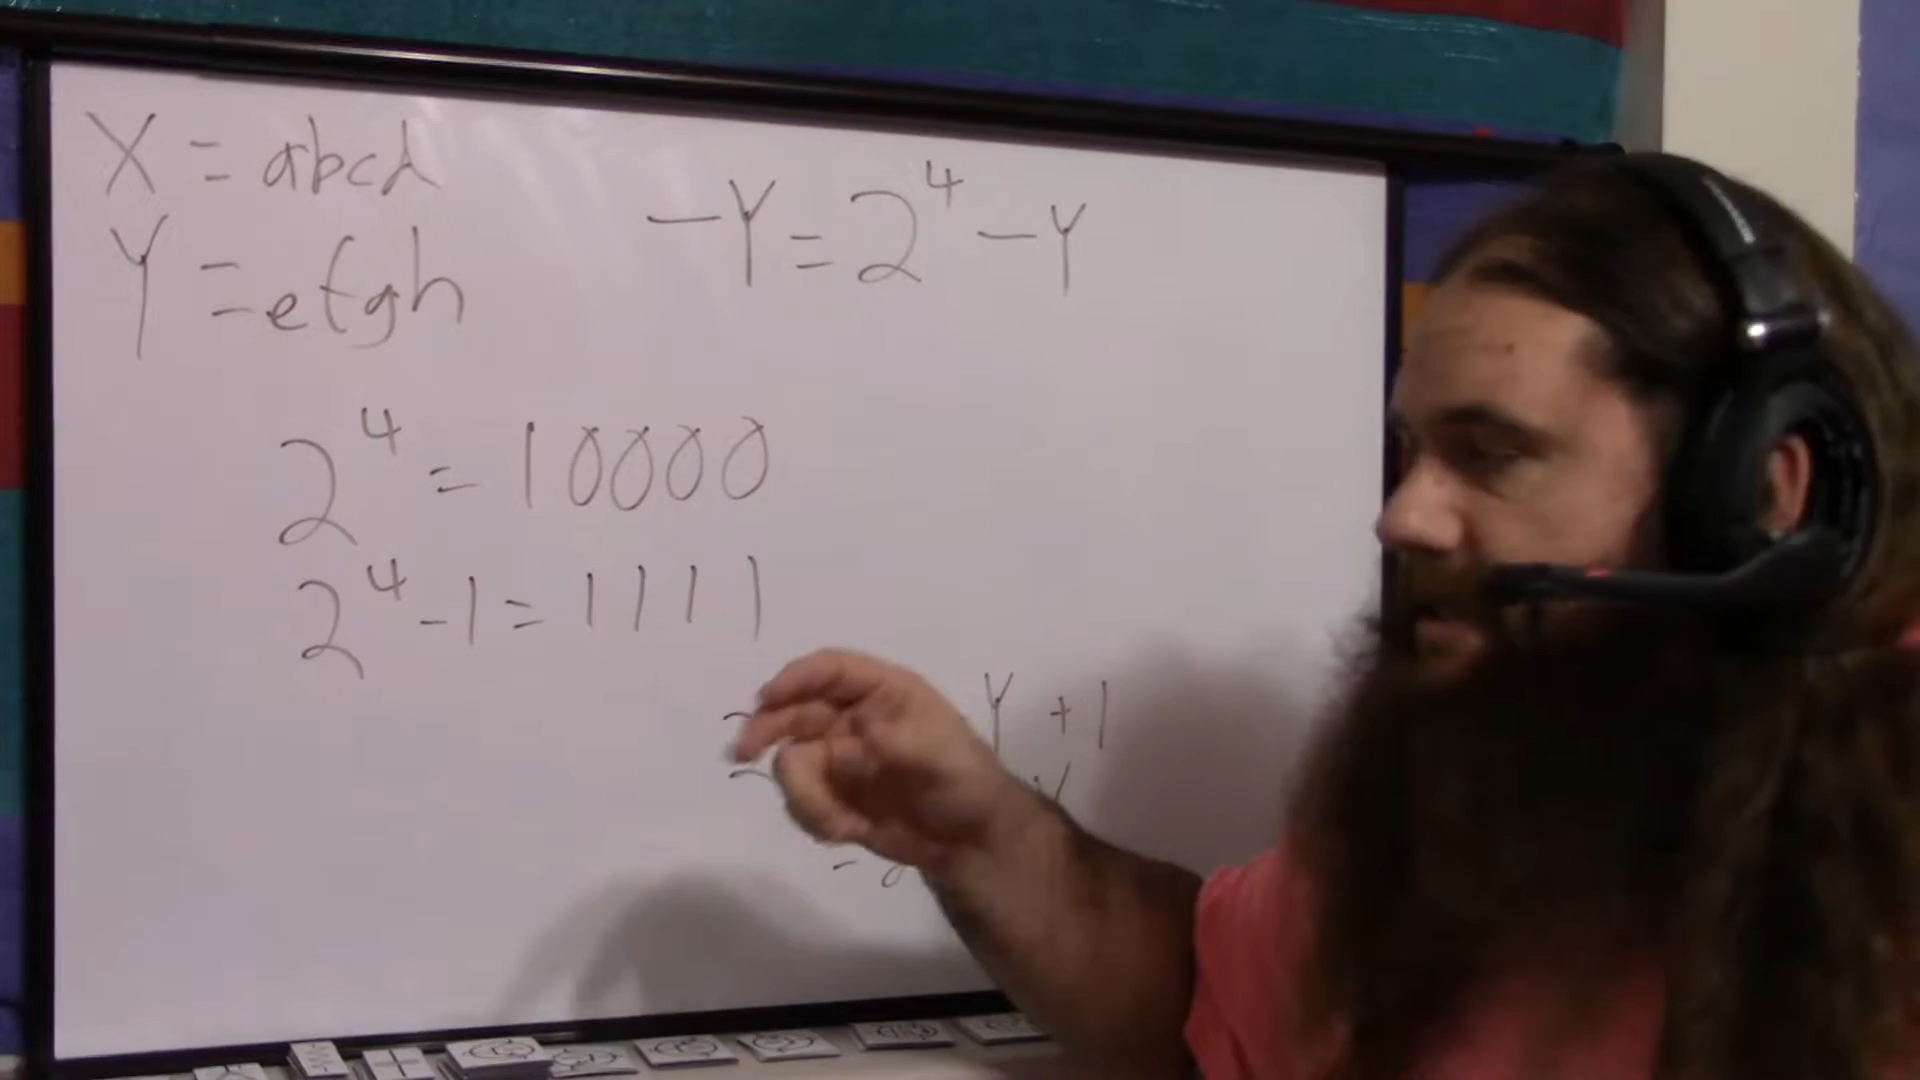 X = abcd
Y = efgh
-Y = 2⁴ - Y
2⁴ = 10000
2⁴ - 1 = 1111
Y + 1